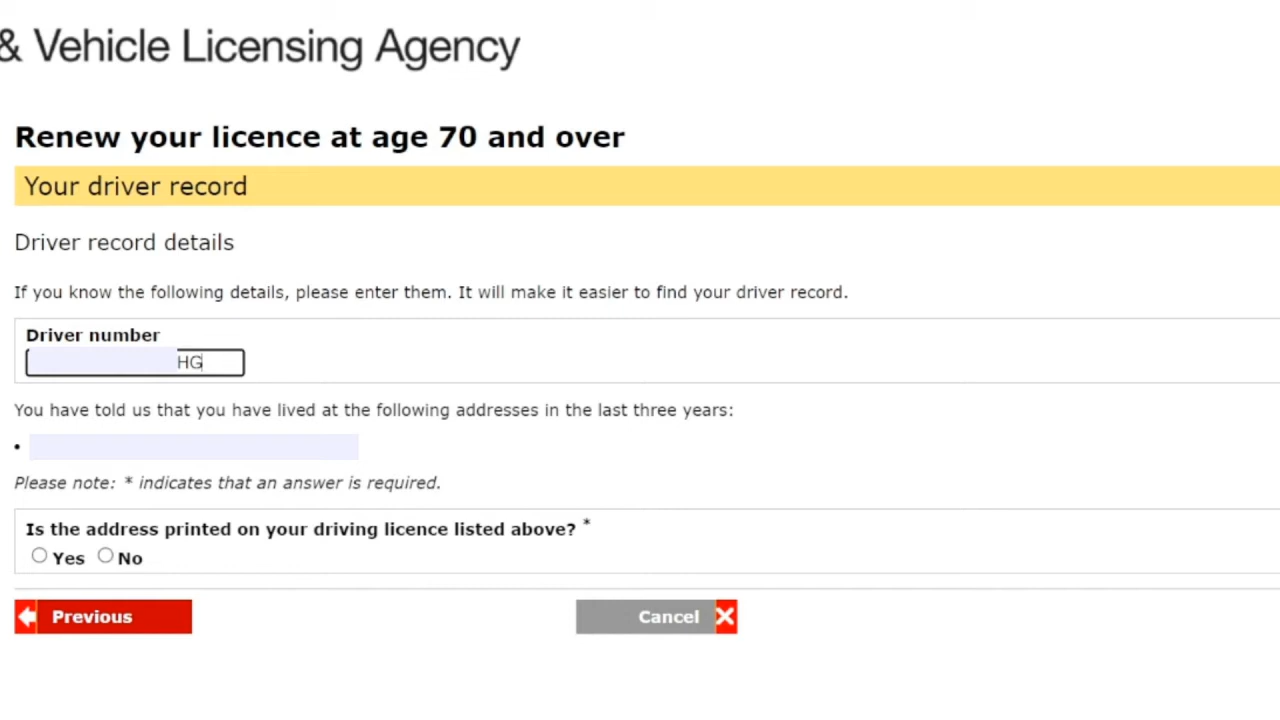 & Vehicle Licensing Agency
Renew your licence at age 70 and over
Your driver record
Driver record details
If you know the following details, please enter them. It will make it easier to find your driver record.
Driver number
HG
You have told us that you have lived at the following addresses in the last three years:
•
Please note: * indicates that an answer is required.
Is the address printed on your driving licence listed above? *
Yes No
Previous Cancel